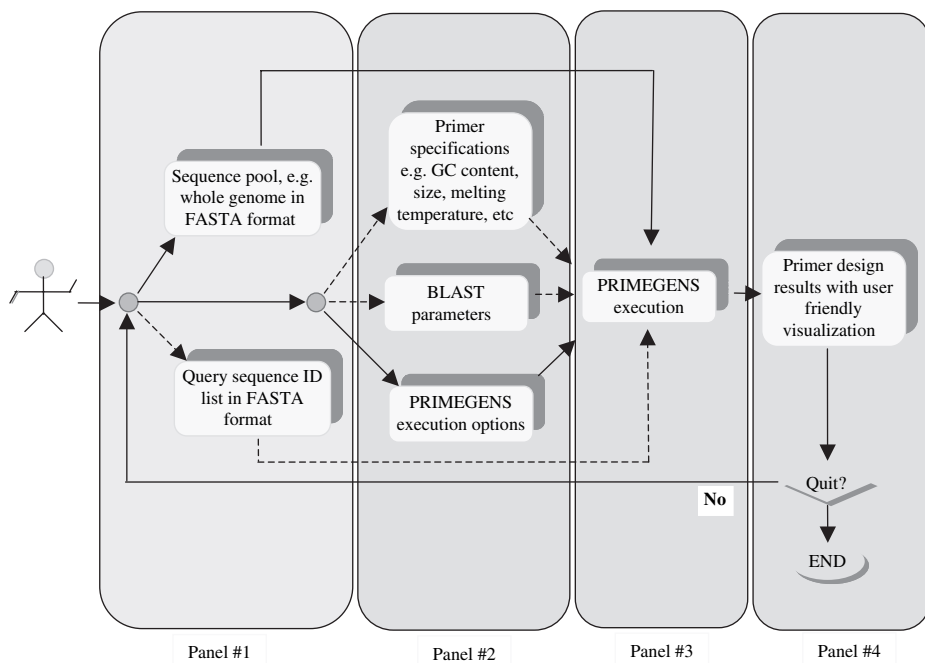 Sequence pool, e.g.
whole genome in
FASTA format
Query sequence ID
list in FASTA
format
Primer
specifications
e.g. GC content,
size, melting
temperature, etc
BLAST
parameters
PRIMEGENS
execution options
PRIMEGENS
execution
Primer design
results with user
friendly
visualization
Quit?
No
END
Panel #1
Panel #2
Panel #3
Panel #4